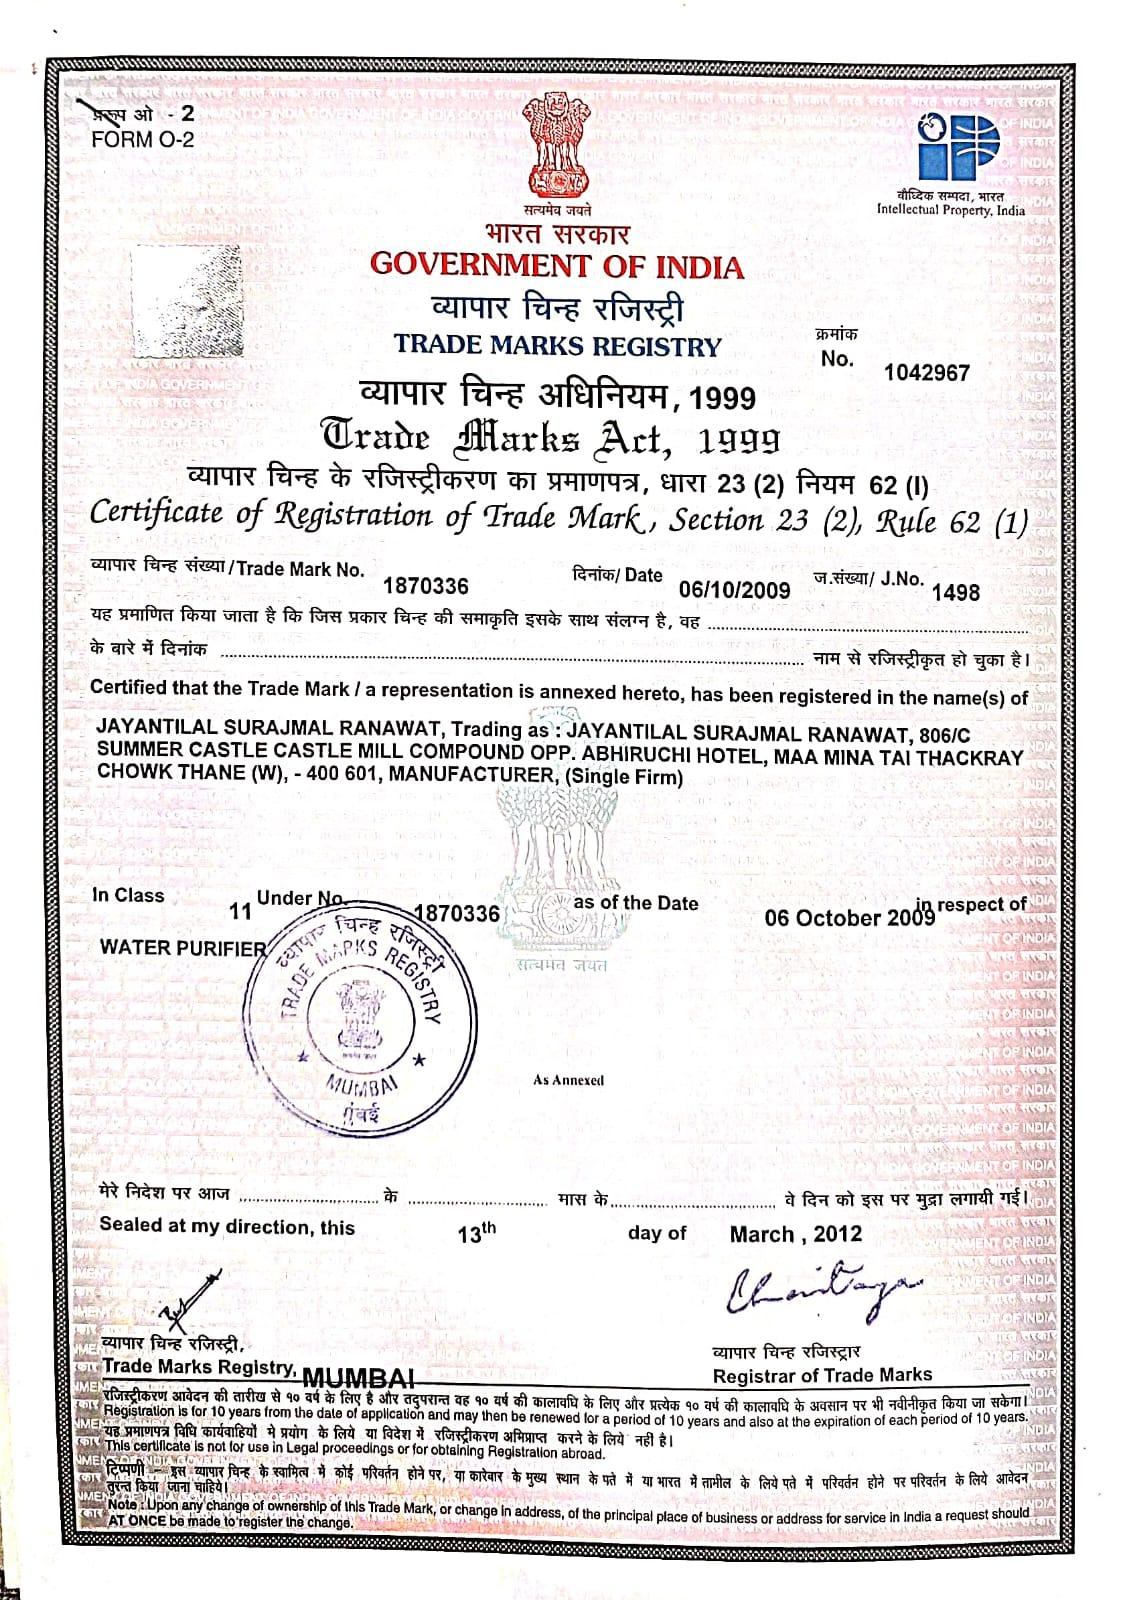 प्ररूप ओ - 2
FORM O-2
सत्यमेव जयते
बौध्दिक सम्पदा, भारत
Intellectual Property, India
भारत सरकार
GOVERNMENT OF INDIA
व्यापार चिन्ह रजिस्ट्री
TRADE MARKS REGISTRY
क्रमांक
No. 1042967
व्यापार चिन्ह अधिनियम, 1999
Trade Marks Act, 1999
व्यापार चिन्ह के रजिस्ट्रीकरण का प्रमाणपत्र, धारा 23 (2) नियम 62 (I)
Certificate of Registration of Trade Mark, Section 23 (2), Rule 62 (1)
व्यापार चिन्ह संख्या/Trade Mark No. 1870336 दिनांक/ Date 06/10/2009 ज.संख्या/ J.No. 1498
यह प्रमाणित किया जाता है कि जिस प्रकार चिन्ह की समाकृति इसके साथ संलग्न है, वह
के बारे में दिनांक नाम से रजिस्ट्रीकृत हो चुका है।
Certified that the Trade Mark / a representation is annexed hereto, has been registered in the name(s) of
JAYANTILAL SURAJMAL RANAWAT, Trading as : JAYANTILAL SURAJMAL RANAWAT, 806/C
SUMMER CASTLE CASTLE MILL COMPOUND OPP. ABHIRUCHI HOTEL, MAA MINA TAI THACKRAY
CHOWK THANE (W), - 400 601, MANUFACTURER, (Single Firm)
In Class 11 Under No. 1870336 as of the Date 06 October 2009 in respect of
WATER PURIFIER
सत्यमेव जयते
व्यापार चिन्ह रजिस्ट्री
TRADE MARKS REGISTRY
MUMBAI
मुंबई
As Annexed
मेरे निदेश पर आज के मास के वे दिन को इस पर मुद्रा लगायी गई।
Sealed at my direction, this 13th day of March , 2012
व्यापार चिन्ह रजिस्ट्री,
Trade Marks Registry, MUMBAI
व्यापार चिन्ह रजिस्ट्रार
Registrar of Trade Marks
रजिस्ट्रीकरण आवेदन की तारीख से १० वर्ष के लिए है और तदुपरान्त वह १० वर्ष की कालावधि के लिए और प्रत्येक १० वर्ष की कालावधि के अवसान पर भी नवीनीकृत किया जा सकेगा।
Registration is for 10 years from the date of application and may then be renewed for a period of 10 years and also at the expiration of each period of 10 years.
यह प्रमाणपत्र विधि कार्यवाहियों मे प्रयोग के लिये या विदेश में रजिस्ट्रीकरण अभिप्राप्त करने के लिये नही है।
This certificate is not for use in Legal proceedings or for obtaining Registration abroad.
टिप्पणी - इस व्यापार चिन्ह के स्वामित्व में कोई परिवर्तन होने पर, या कारबार के मुख्य स्थान के पते में या भारत में तामील के लिये पते में परिवर्तन होने पर परिवर्तन के लिये आवेदन
तुरन्त किया जाना चाहिये।
Note : Upon any change of ownership of this Trade Mark, or change in address, of the principal place of business or address for service in India a request should
AT ONCE be made to register the change.